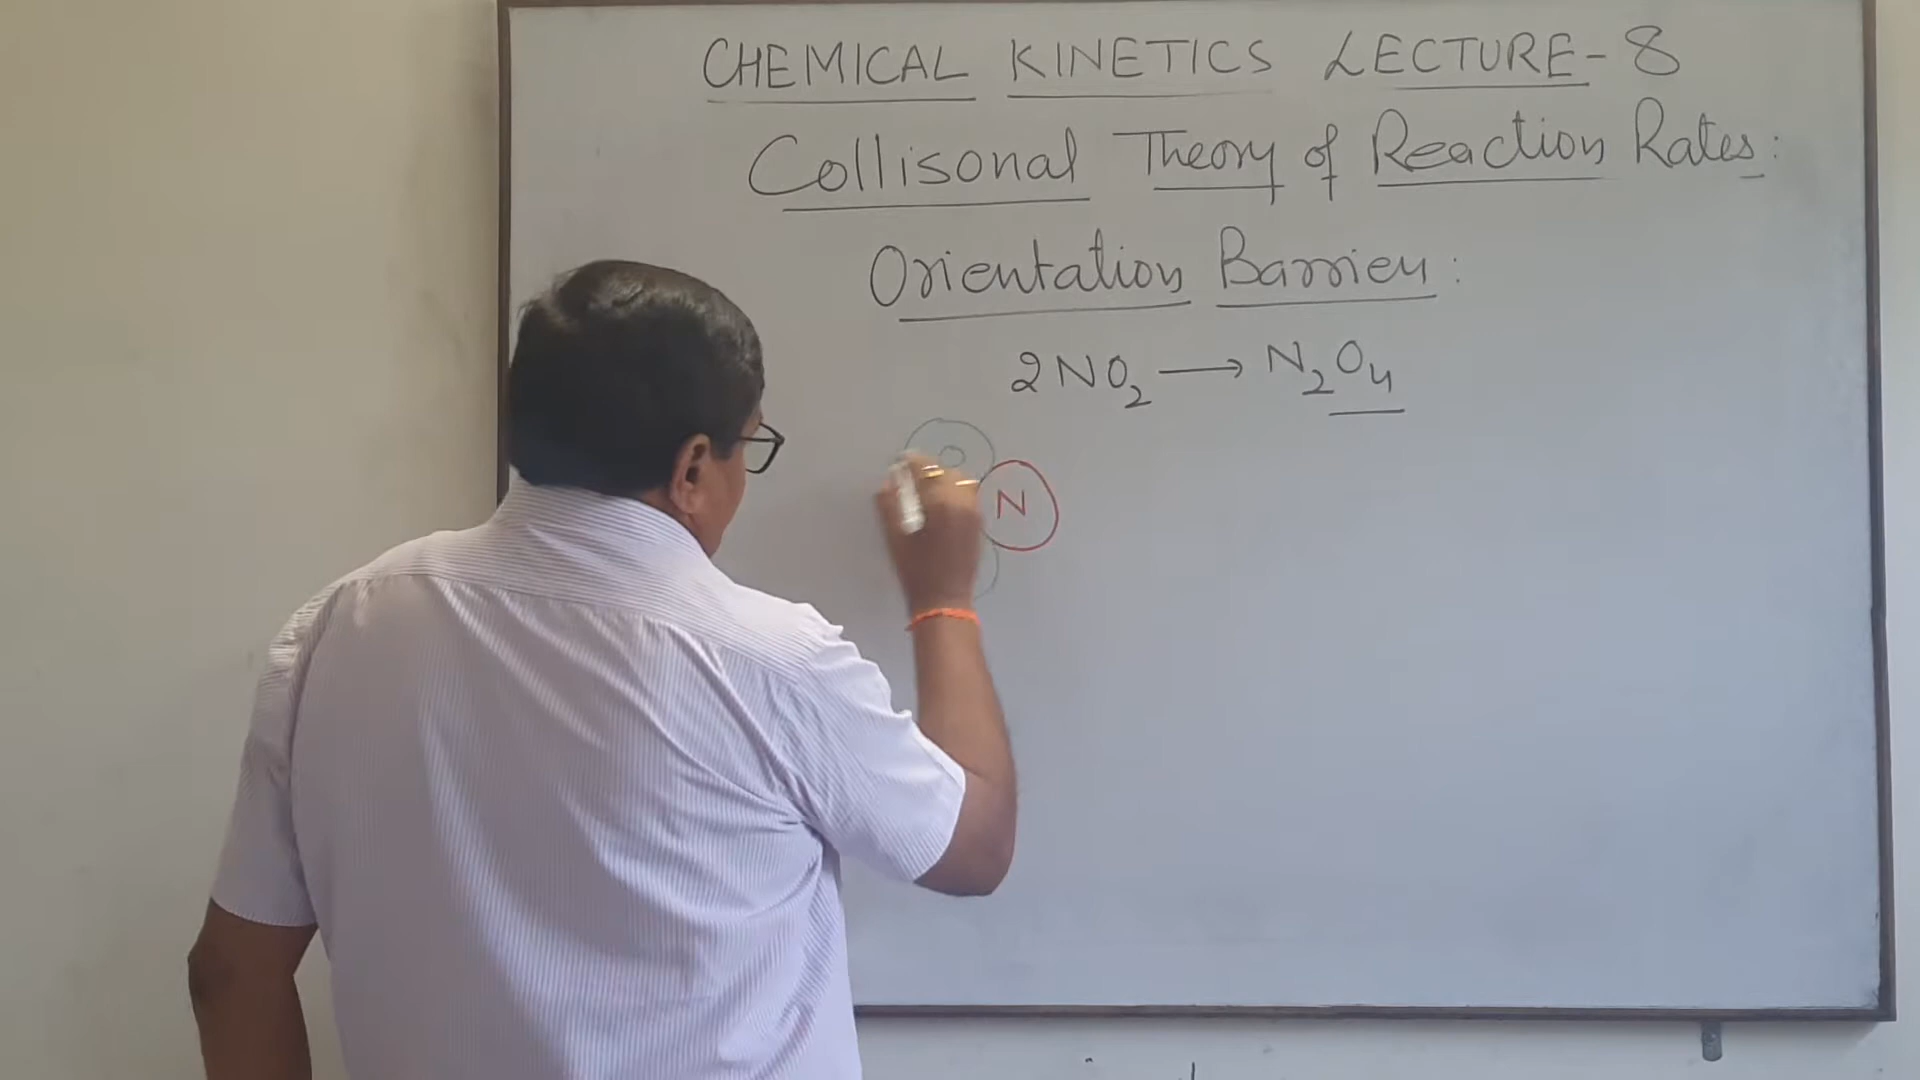 CHEMICAL KINETICS LECTURE-8
Collisonal Theory of Reaction Rates:
Orientation Barrier:
2NO₂ → N₂O₄
O
N